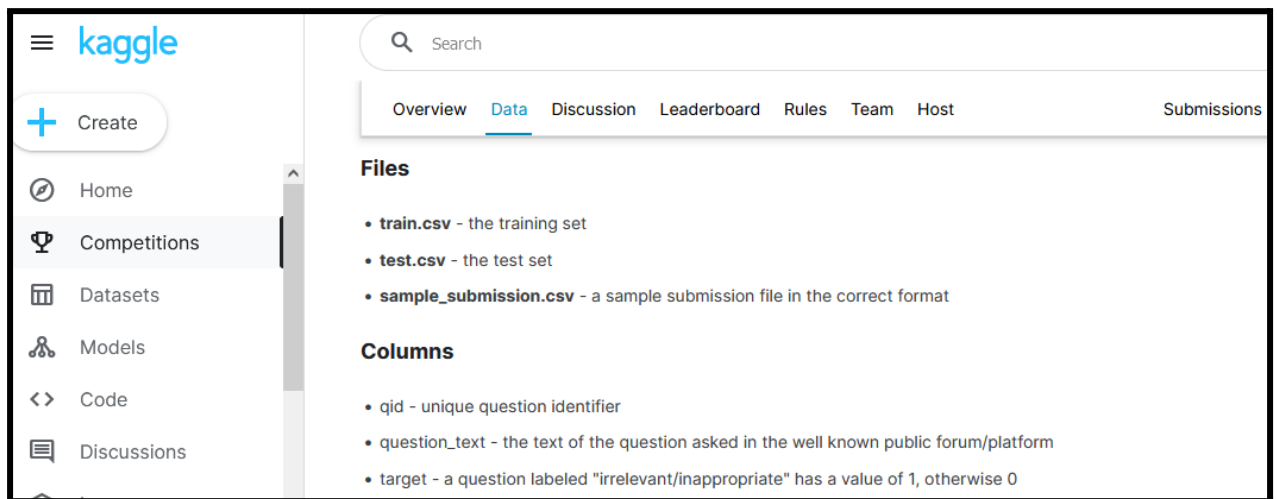 kaggle
Search
Create
Overview Data Discussion Leaderboard Rules Team Host Submissions
Home
Competitions
Datasets
Models
Code
Discussions
Files
• train.csv - the training set
• test.csv - the test set
• sample_submission.csv - a sample submission file in the correct format
Columns
• qid - unique question identifier
• question_text - the text of the question asked in the well known public forum/platform
• target - a question labeled "irrelevant/inappropriate" has a value of 1, otherwise 0